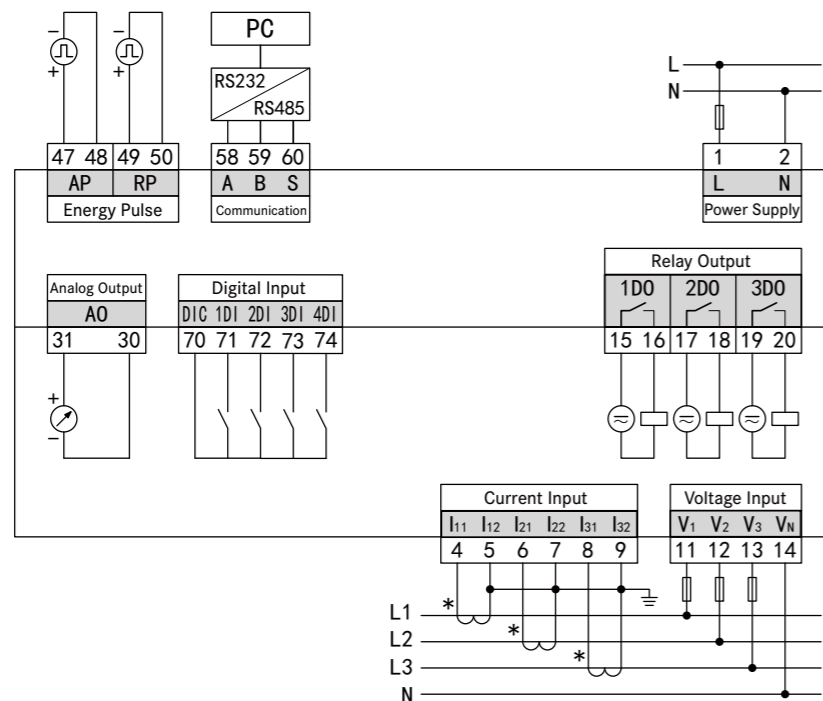 PC
RS232
RS485
- -
+ +
47 48 49 50
AP RP
Energy Pulse
58 59 60
A B S
Communication
L
N
1 2
L N
Power Supply
Analog Output
AO
31 30
+
-
Digital Input
DIC 1DI 2DI 3DI 4DI
70 71 72 73 74
Relay Output
1DO 2DO 3DO
15 16 17 18 19 20
Current Input
I11 I12 I21 I22 I31 I32
4 5 6 7 8 9
Voltage Input
V1 V2 V3 VN
11 12 13 14
*
*
*
L1
L2
L3
N